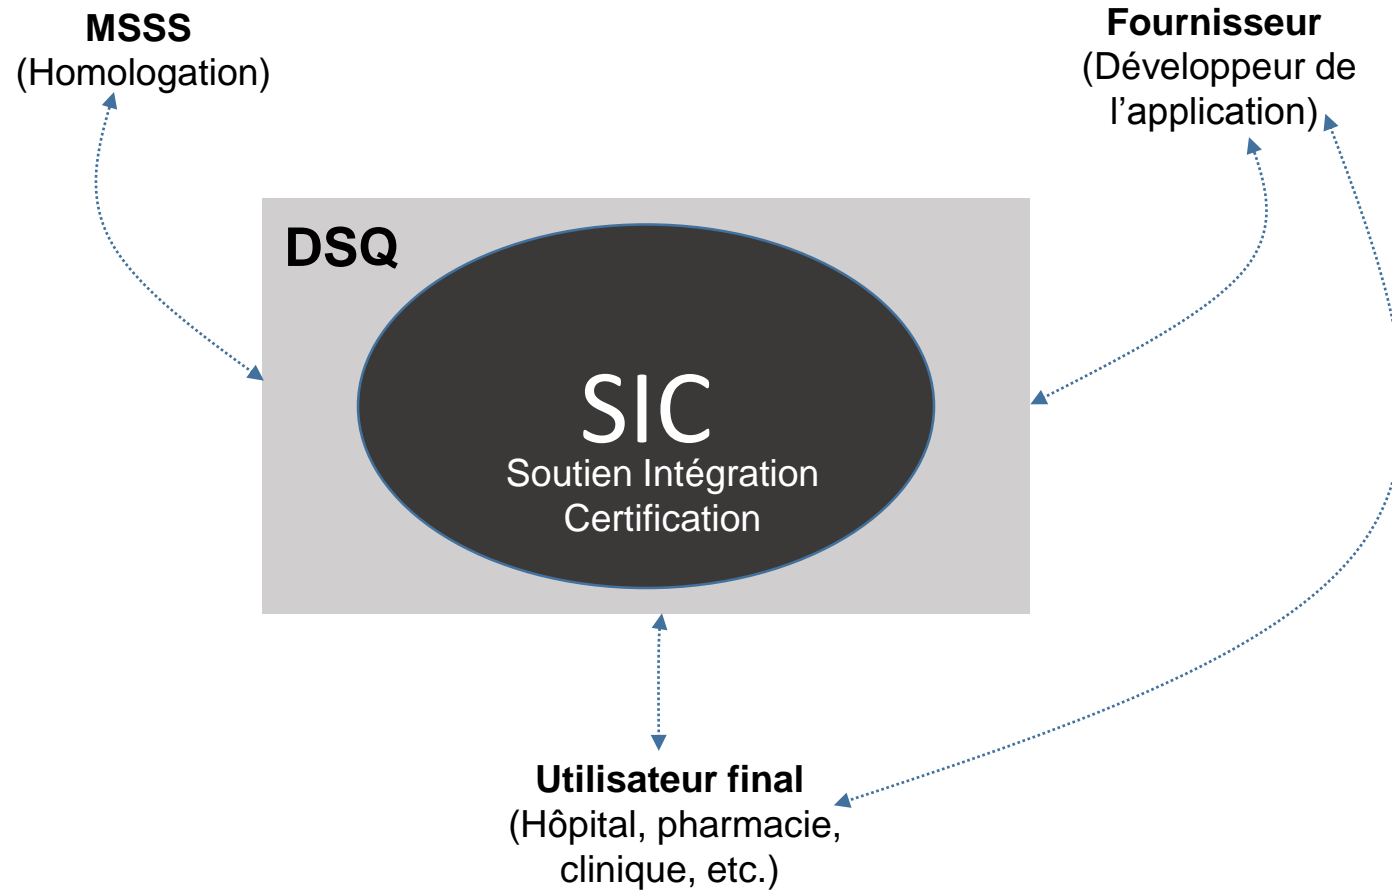 MSSS
(Homologation)
Fournisseur
(Développeur de
l’application)
DSQ
SIC
Soutien Intégration
Certification
Utilisateur final
(Hôpital, pharmacie,
clinique, etc.)